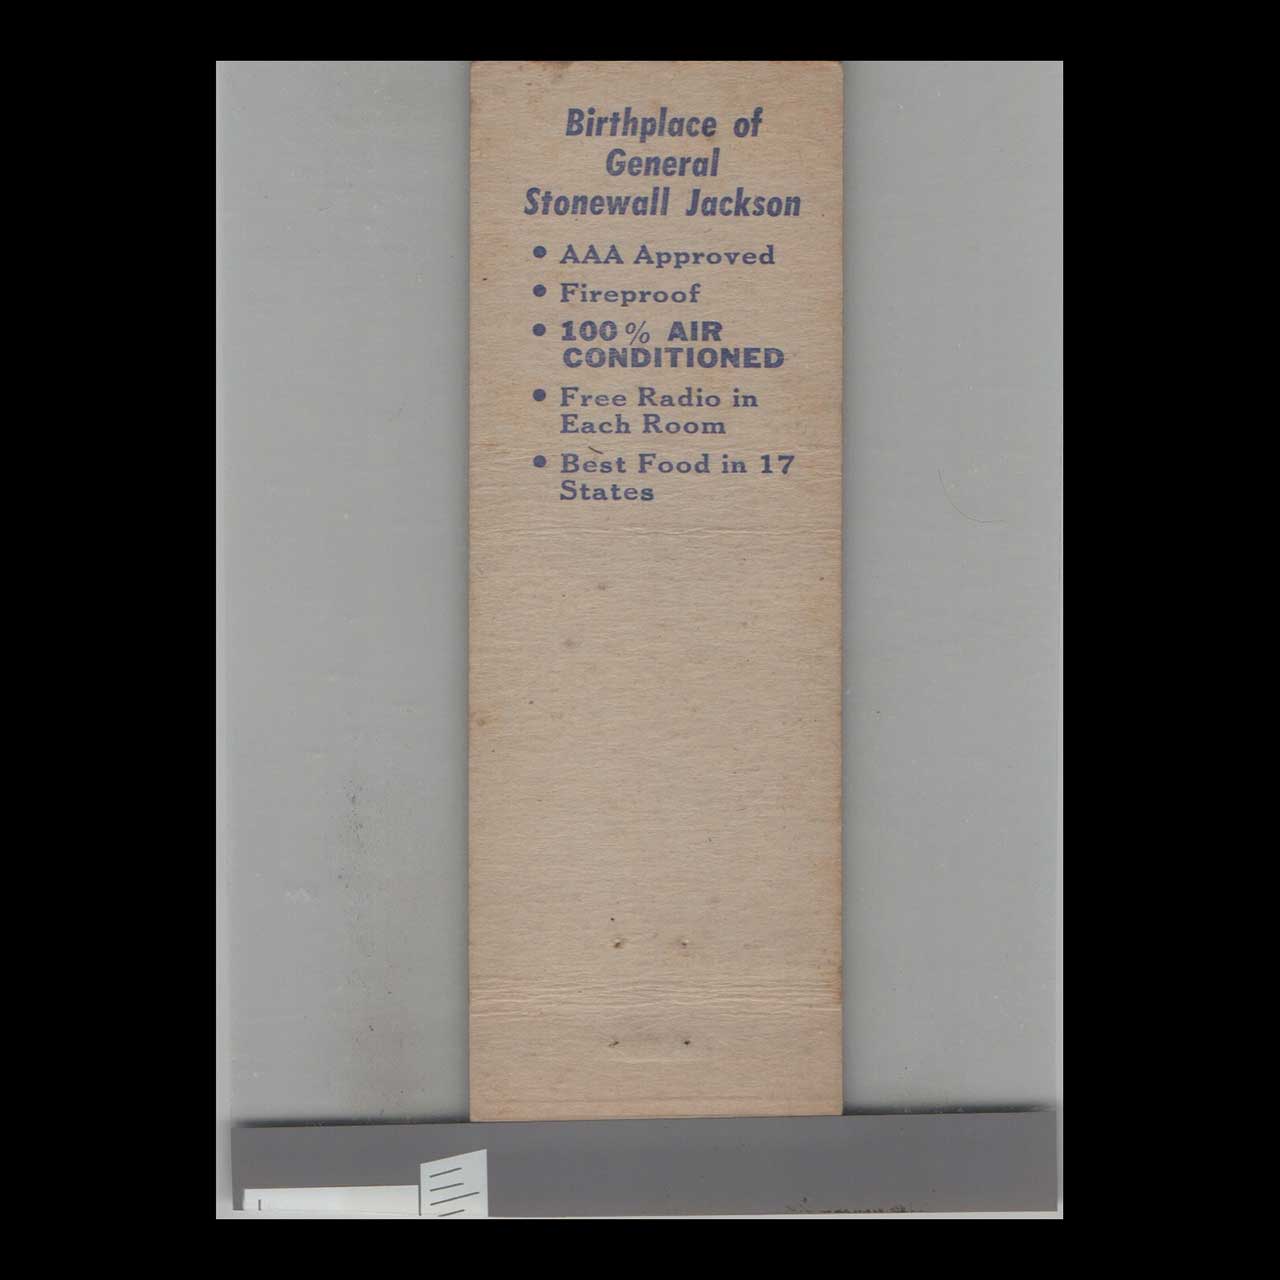 Birthplace of
General
Stonewall Jackson
• AAA Approved
• Fireproof
• 100% AIR
CONDITIONED
• Free Radio in
Each Room
• Best Food in 17
States